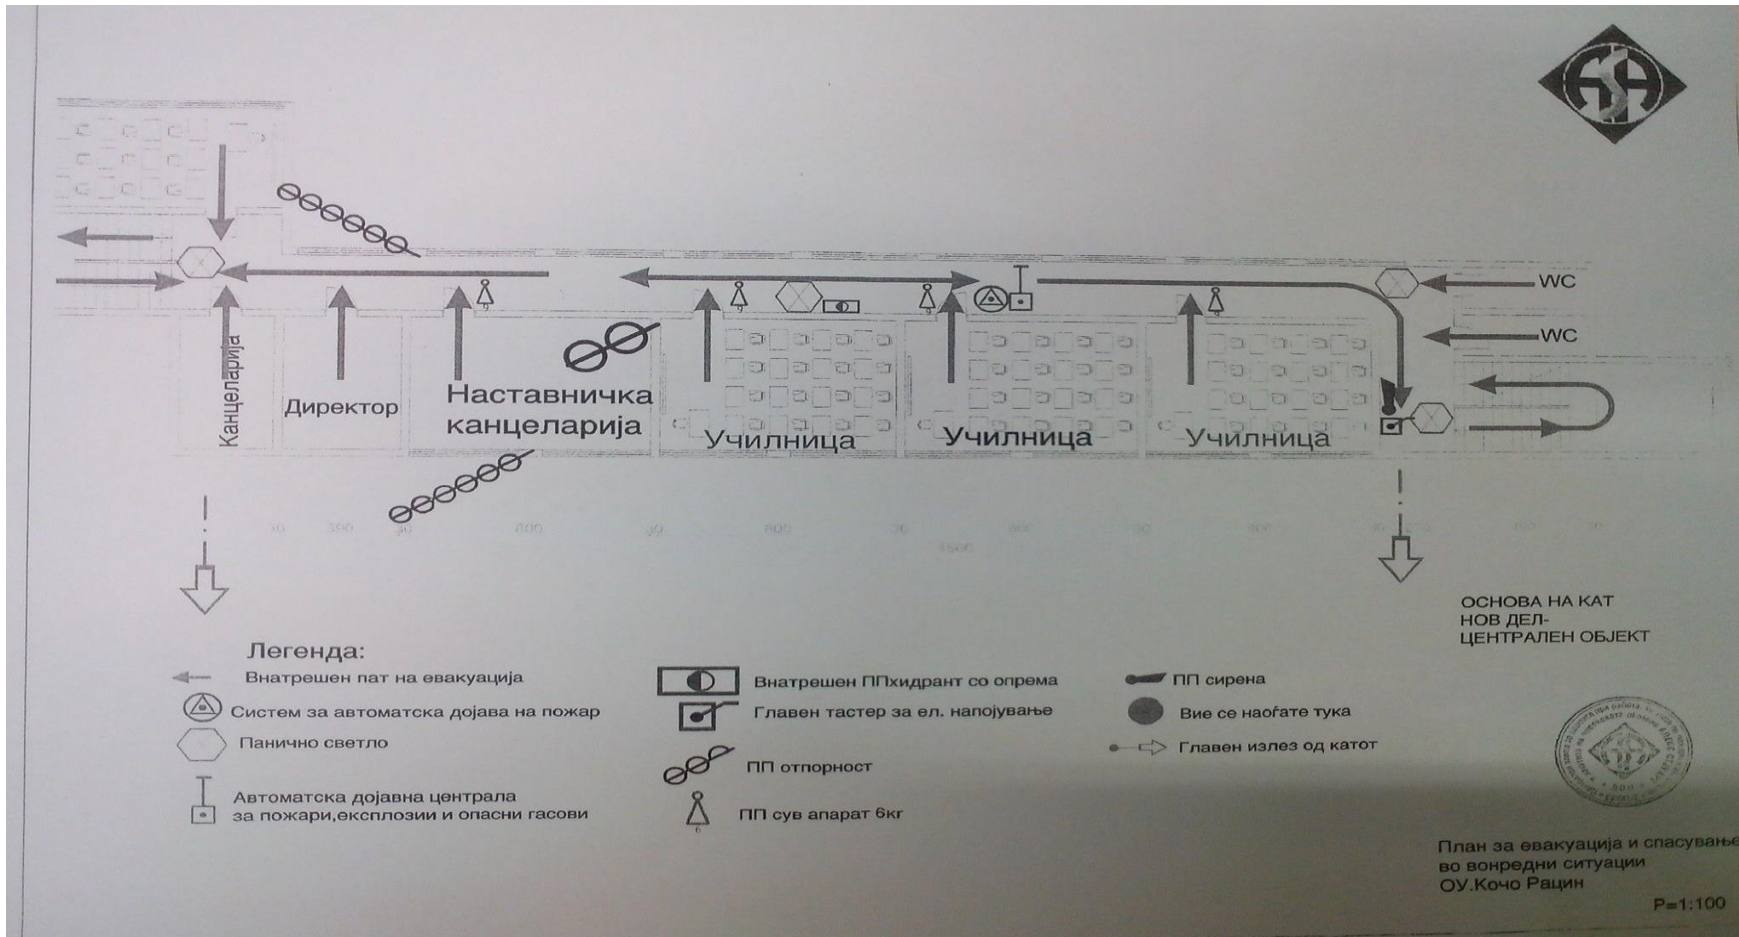 WC
WC
Канцеларија
Директор
Наставничка
канцеларија
Училница
Училница
Училница
800
800
ОСНОВА НА КАТ
НОВ ДЕЛ-
ЦЕНТРАЛЕН ОБЈЕКТ
Легенда:
Внатрешен пат на евакуација
Систем за автоматска дојава на пожар
Панично светло
Автоматска дојавна централа
за пожари,експлозии и опасни гасови
Внатрешен ППхидрант со опрема
Главен тастер за ел. напојување
ПП отпорност
ПП сув апарат 6кг
ПП сирена
Вие се наоѓате тука
Главен излез од катот
План за евакуација и спасување
во вонредни ситуации
ОУ.Кочо Рацин
Р=1:100